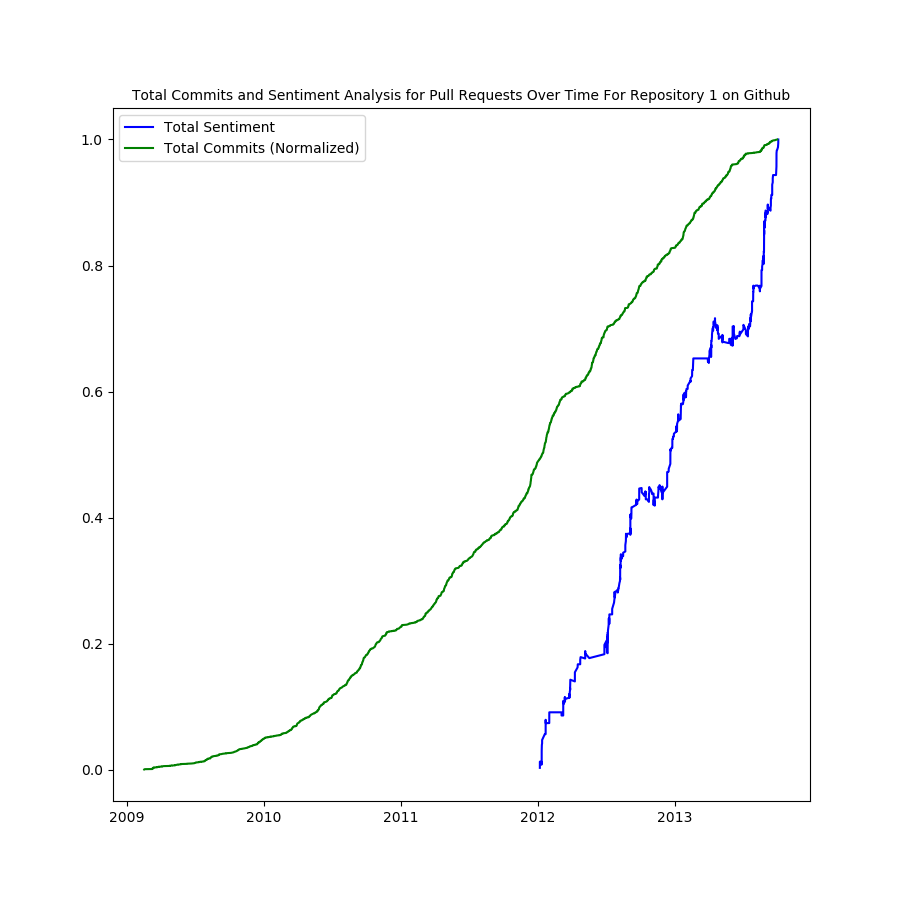 Total Commits and Sentiment Analysis for Pull Requests Over Time For Repository 1 on Github
Total Sentiment
Total Commits (Normalized)
1.0
0.8
0.6
0.4
0.2
0.0
2009 2010 2011 2012 2013